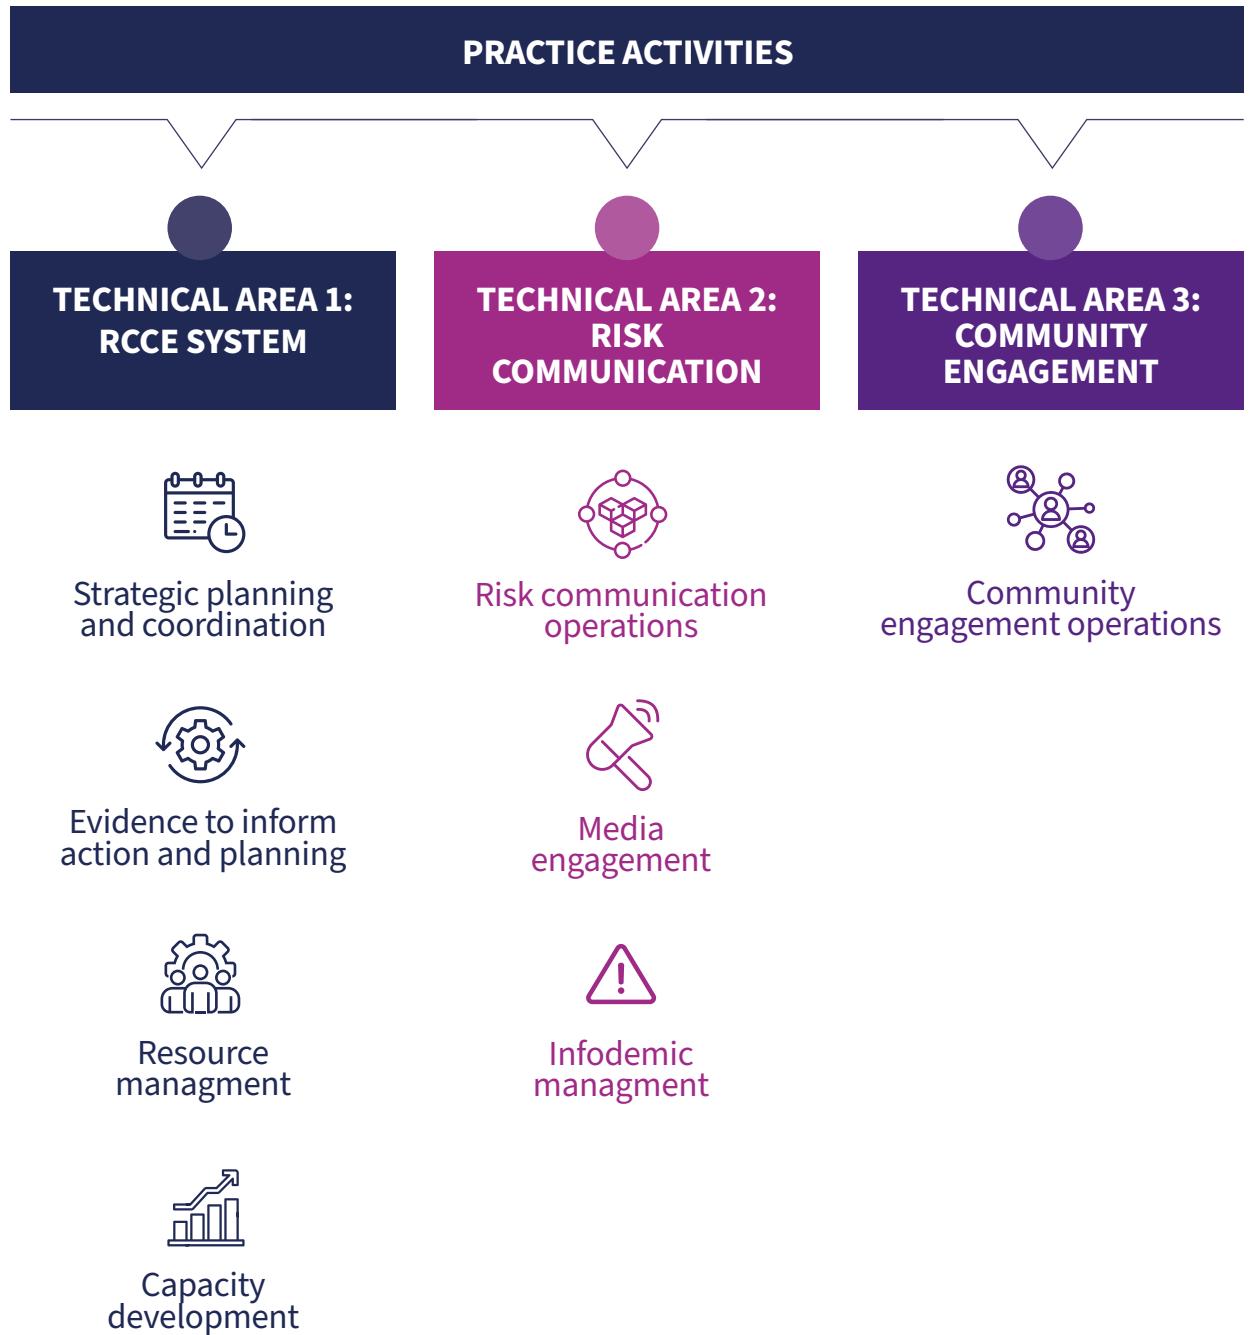 PRACTICE ACTIVITIES
TECHNICAL AREA 1:
RCCE SYSTEM
Strategic planning
and coordination
Evidence to inform
action and planning
Resource
managment
Capacity
development
TECHNICAL AREA 2:
RISK
COMMUNICATION
Risk communication
operations
Media
engagement
Infodemic
managment
TECHNICAL AREA 3:
COMMUNITY
ENGAGEMENT
Community
engagement operations